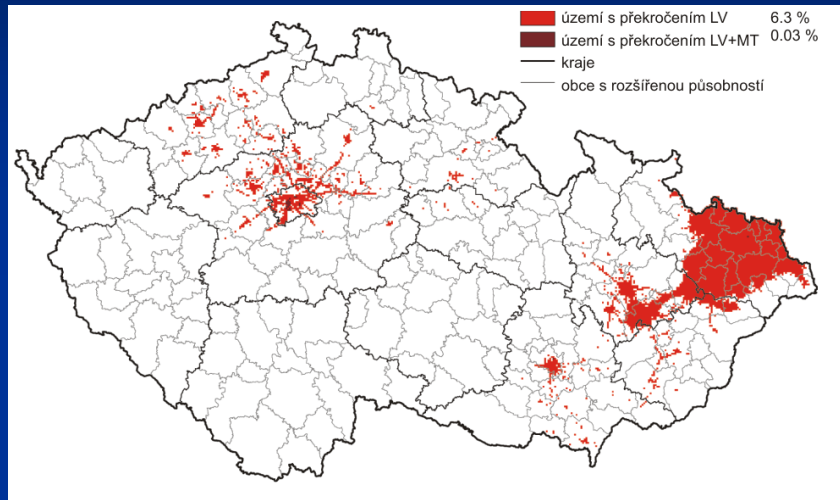 území s překročením LV 6.3 %
území s překročením LV+MT 0.03 %
kraje
obce s rozšířenou působností